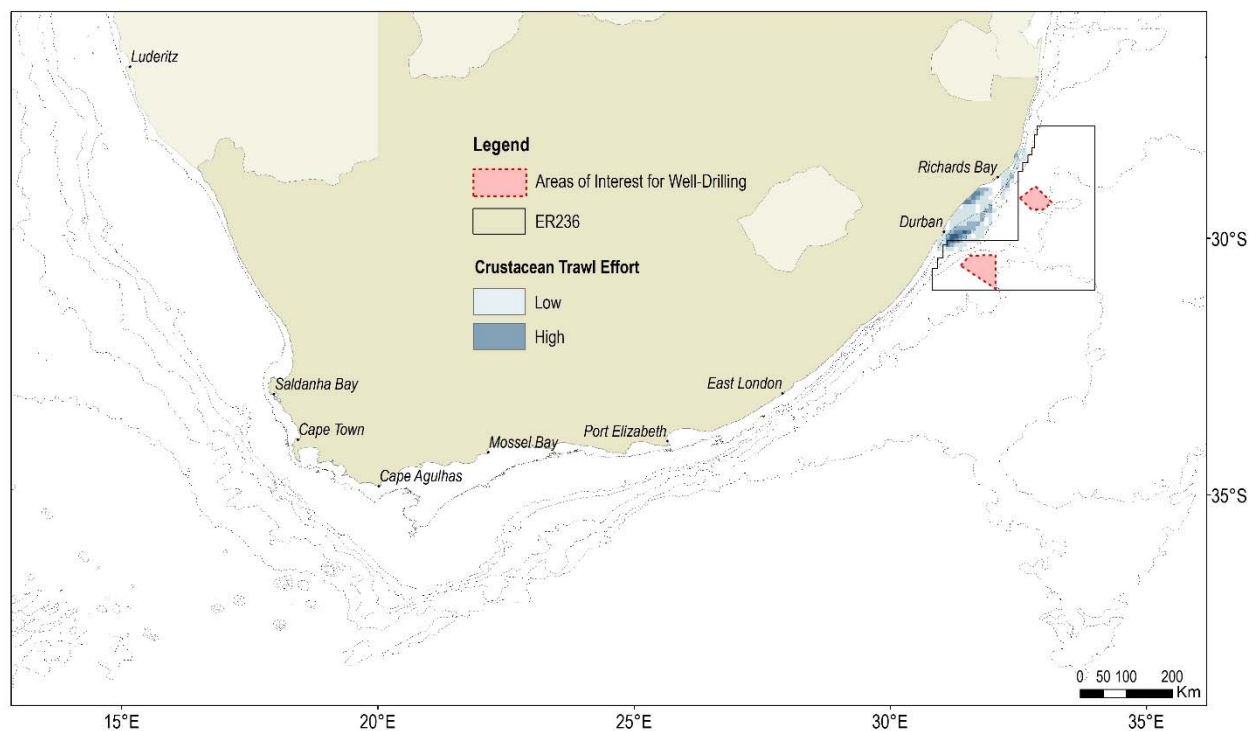 Luderitz
Legend
Richards Bay
Areas of Interest for Well-Drilling
ER236
Durban
30°S
Crustacean Trawl Effort
Low
High
Saldanha Bay
East London
Cape Town
Mossel Bay
Port Elizabeth
Cape Agulhas
35°S
0 50 100 200
Km
15°E 20°E 25°E 30°E 35°E